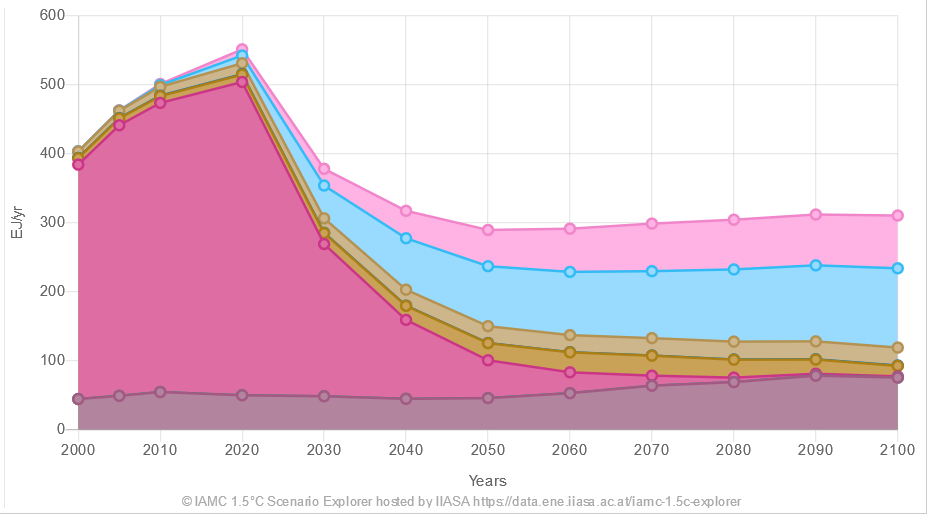 600
500
400
300
200
100
0
EJ/yr
2000 2010 2020 2030 2040 2050 2060 2070 2080 2090 2100
Years
© IAMC 1.5°C Scenario Explorer hosted by IIASA https://data.ene.iiasa.ac.at/iamc-1.5c-explorer